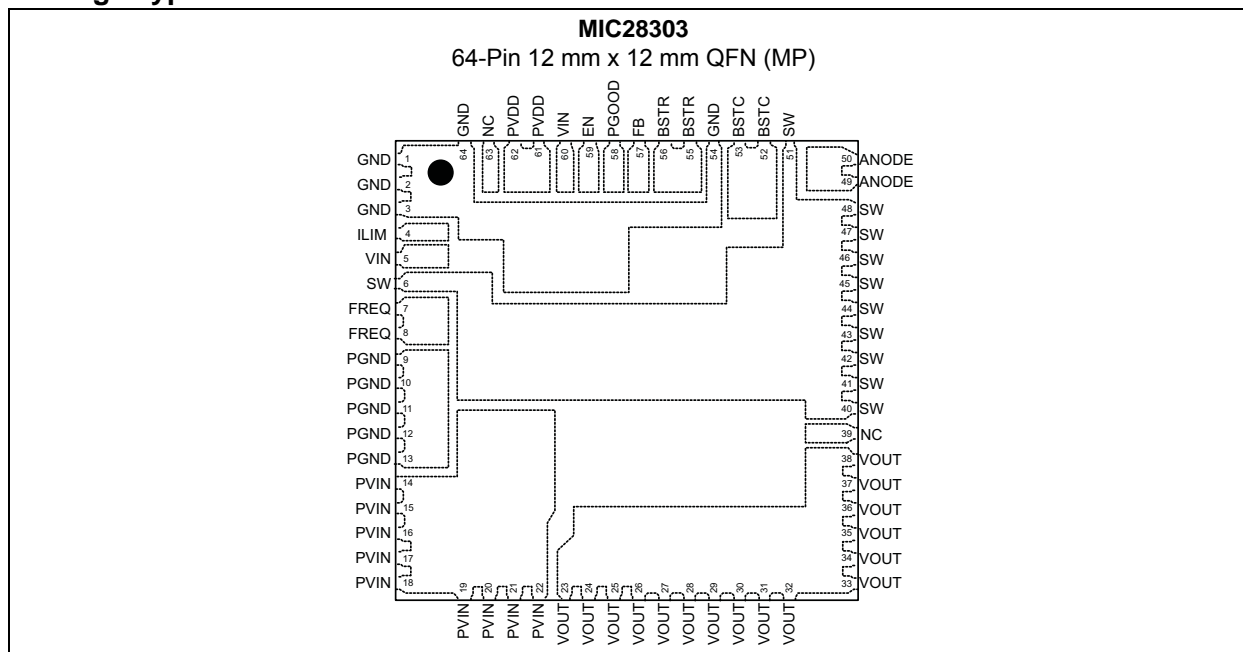 MIC28303
64-Pin 12 mm x 12 mm QFN (MP)
GND
NC
PVDD
PVDD
VIN
EN
PGOOD
FB
BSTR
BSTR
GND
BSTC
BSTC
SW
64
63
62
61
60
59
58
57
56
55
54
53
52
51
GND 1
GND 2
GND 3
ILIM 4
VIN 5
SW 6
FREQ 7
FREQ 8
PGND 9
PGND 10
PGND 11
PGND 12
PGND 13
PVIN 14
PVIN 15
PVIN 16
PVIN 17
PVIN 18
50 ANODE
49 ANODE
48 SW
47 SW
46 SW
45 SW
44 SW
43 SW
42 SW
41 SW
40 SW
39 NC
38 VOUT
37 VOUT
36 VOUT
35 VOUT
34 VOUT
33 VOUT
19
20
21
22
23
24
25
26
27
28
29
30
31
32
PVIN
PVIN
PVIN
PVIN
VOUT
VOUT
VOUT
VOUT
VOUT
VOUT
VOUT
VOUT
VOUT
VOUT